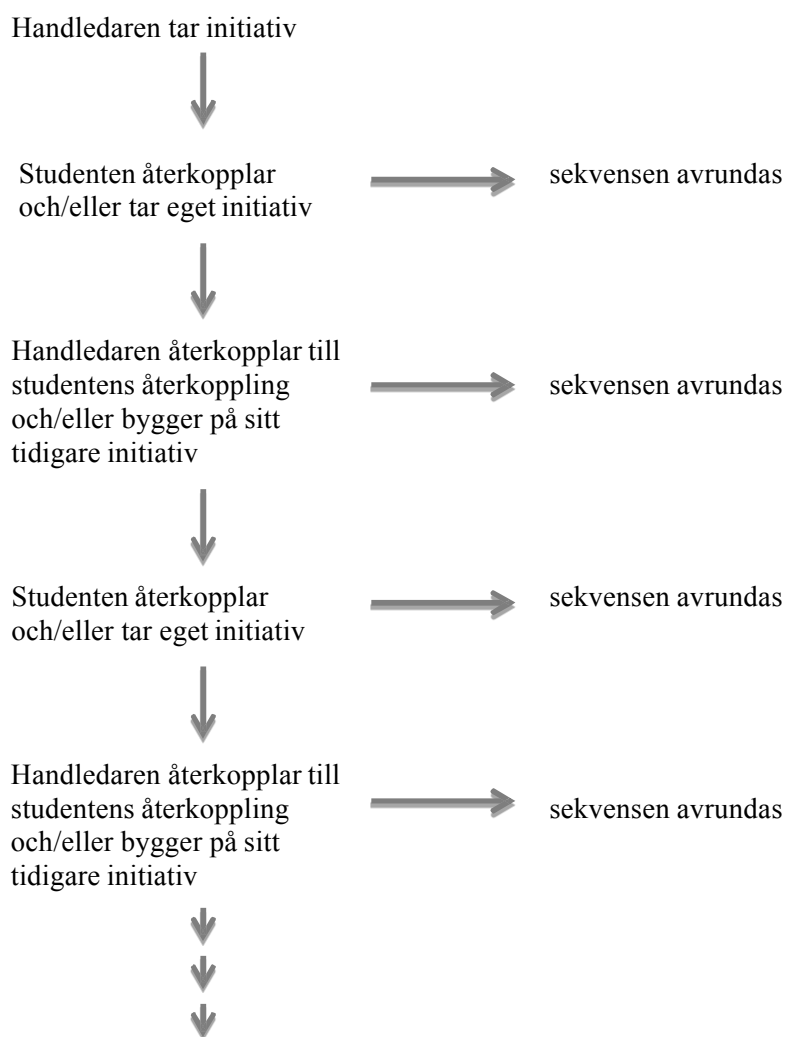 Handledaren tar initiativ
Studenten återkopplar
och/eller tar eget initiativ
sekvensen avrundas
Handledaren återkopplar till
studentens återkoppling
och/eller bygger på sitt
tidigare initiativ
sekvensen avrundas
Studenten återkopplar
och/eller tar eget initiativ
sekvensen avrundas
Handledaren återkopplar till
studentens återkoppling
och/eller bygger på sitt
tidigare initiativ
sekvensen avrundas